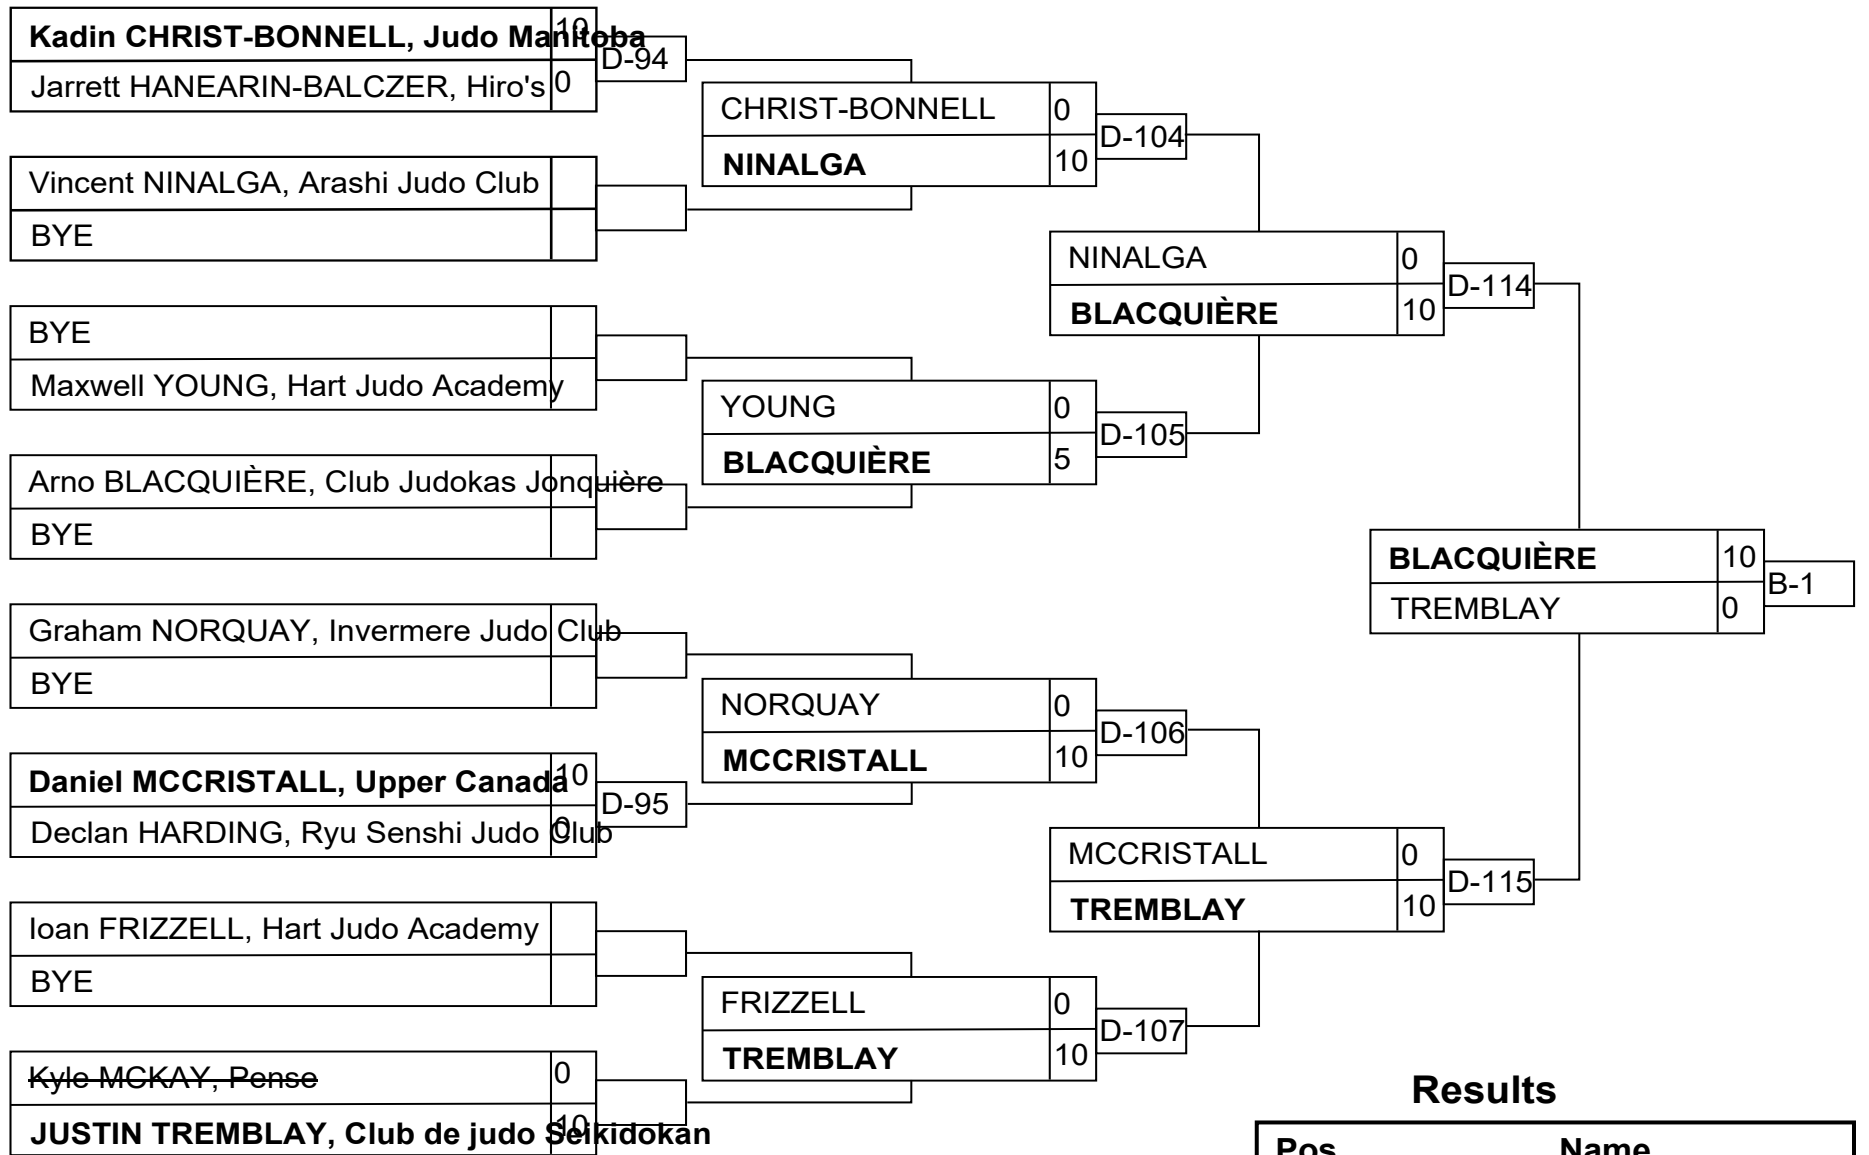 Kadin CHRIST-BONNELL, Judo Manitoba 10
D-94
Jarrett HANEARIN-BALCZER, Hiro's 0
CHRIST-BONNELL 0
D-104
NINALGA 10
Vincent NINALGA, Arashi Judo Club
BYE
NINALGA 0
D-114
BLACQUIÈRE 10
BYE
Maxwell YOUNG, Hart Judo Academy
YOUNG 0
D-105
BLACQUIÈRE 5
Arno BLACQUIÈRE, Club Judokas Jonquière
BYE
BLACQUIÈRE 10
B-1
TREMBLAY 0
Graham NORQUAY, Invermere Judo Club
BYE
NORQUAY 0
D-106
MCCRISTALL 10
Daniel MCCRISTALL, Upper Canada 10
D-95
Declan HARDING, Ryu Senshi Judo Club 0
MCCRISTALL 0
D-115
TREMBLAY 10
Ioan FRIZZELL, Hart Judo Academy
BYE
FRIZZELL 0
D-107
TREMBLAY 10
Kyle MCKAY, Pense 0
JUSTIN TREMBLAY, Club de judo Seikidokan 10
Results
Pos Name